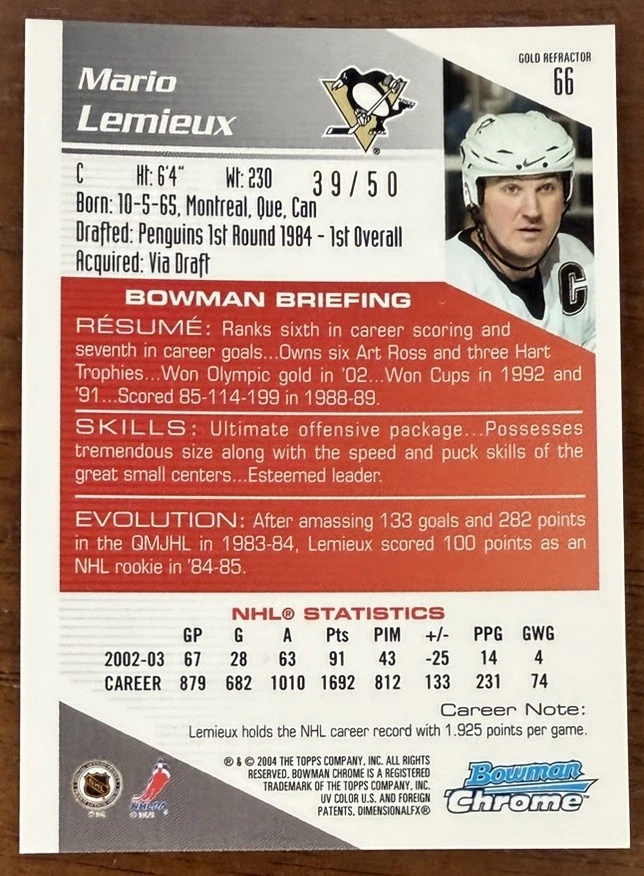 GOLD REFRACTOR
66
Mario
Lemieux
C Ht: 6'4" Wt: 230 39/50
Born: 10-5-65, Montreal, Que, Can
Drafted: Penguins 1st Round 1984 - 1st Overall
Acquired: Via Draft
C
BOWMAN BRIEFING
RÉSUMÉ: Ranks sixth in career scoring and
seventh in career goals...Owns six Art Ross and three Hart
Trophies...Won Olympic gold in '02...Won Cups in 1992 and
'91...Scored 85-114-199 in 1988-89.
SKILLS: Ultimate offensive package...Possesses
tremendous size along with the speed and puck skills of the
great small centers...Esteemed leader.
EVOLUTION: After amassing 133 goals and 282 points
in the QMJHL in 1983-84, Lemieux scored 100 points as an
NHL rookie in '84-85.
NHL® STATISTICS
GP G A Pts PIM +/- PPG GWG
2002-03 67 28 63 91 43 -25 14 4
CAREER 879 682 1010 1692 812 133 231 74
Career Note:
Lemieux holds the NHL career record with 1.925 points per game.
® & © 2004 THE TOPPS COMPANY, INC. ALL RIGHTS
RESERVED. BOWMAN CHROME IS A REGISTERED
TRADEMARK OF THE TOPPS COMPANY, INC.
UV COLOR U.S. AND FOREIGN
PATENTS, DIMENSIONALFX®
NHL
NHLPA
Bowman
Chrome™